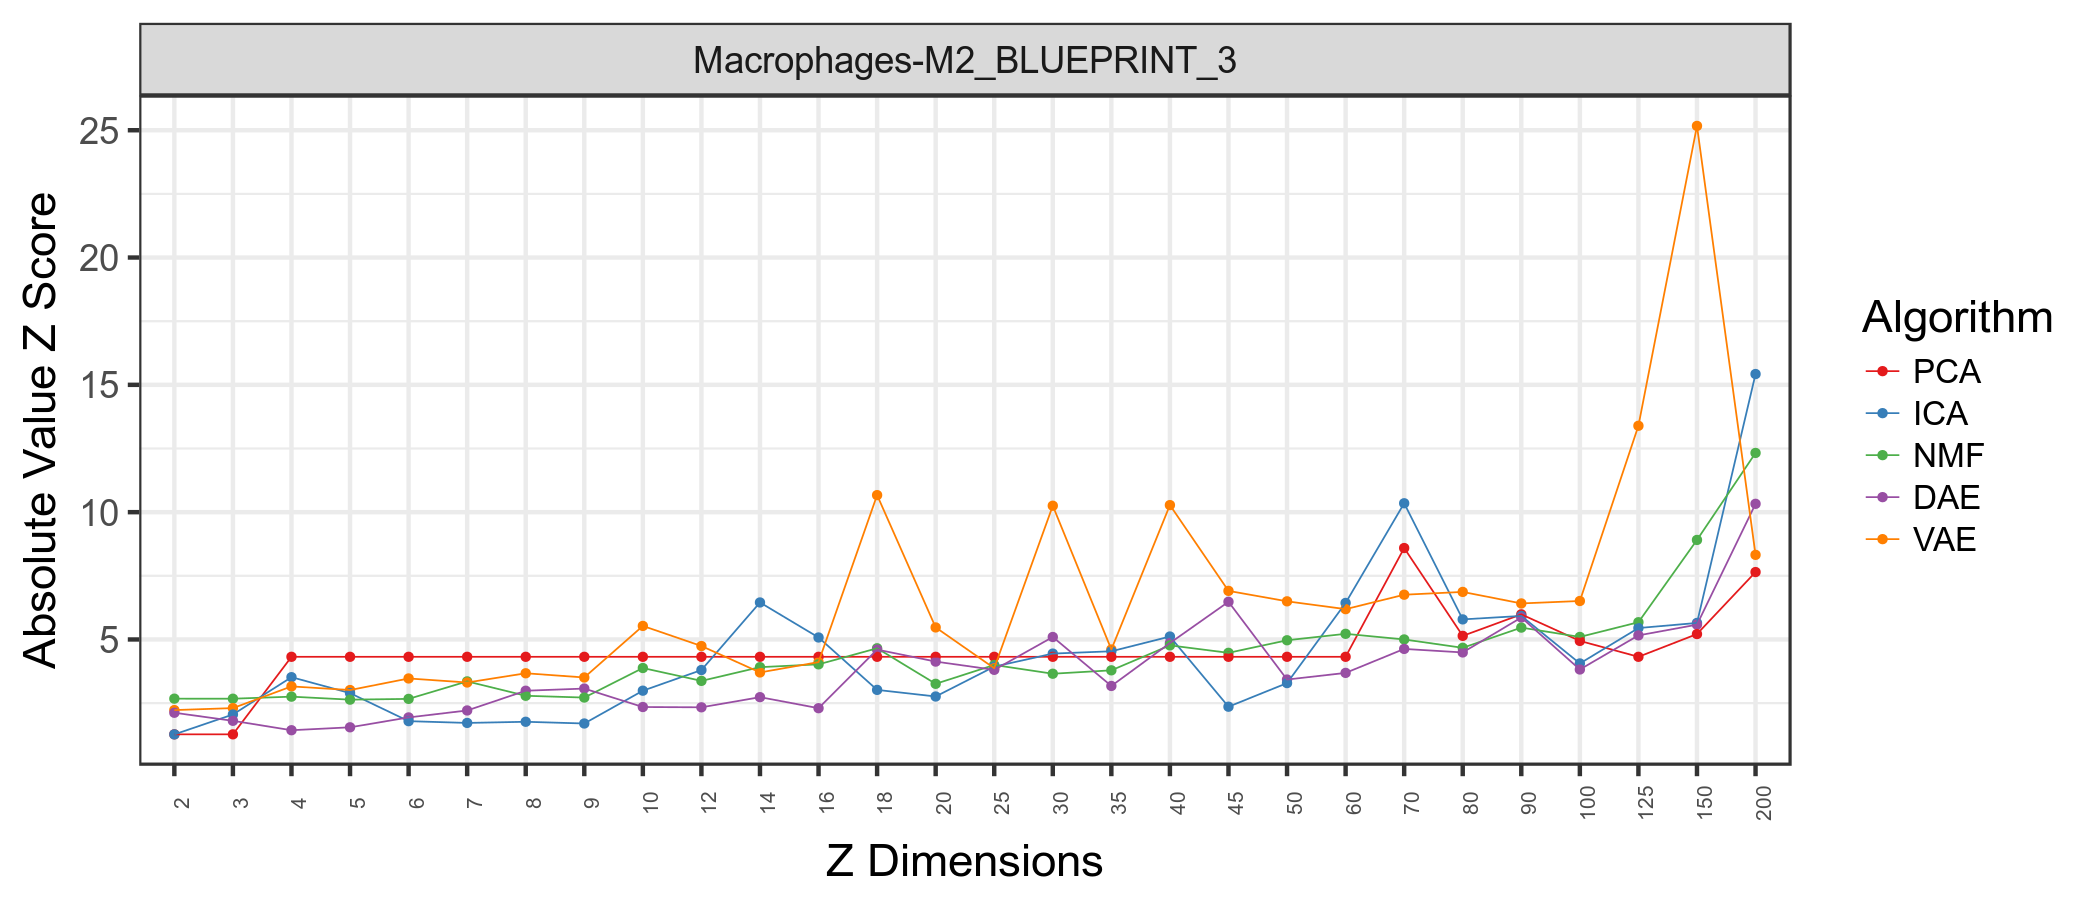 Macrophages-M2_BLUEPRINT_3
Absolute Value Z Score
25
20
15
10
5
2 3 4 5 6 7 8 9 10 12 14 16 18 20 25 30 35 40 45 50 60 70 80 90 100 125 150 200
Z Dimensions
Algorithm
PCA
ICA
NMF
DAE
VAE